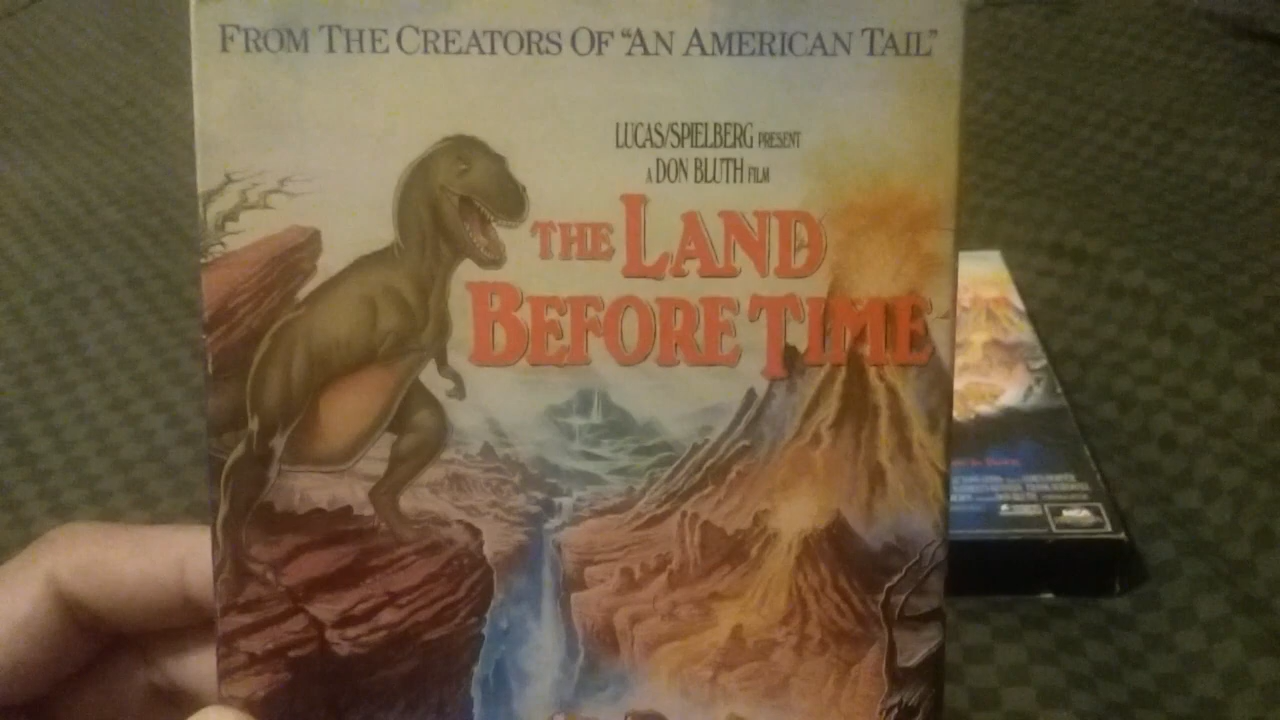 FROM THE CREATORS OF "AN AMERICAN TAIL"
LUCAS/SPIELBERG PRESENT
A DON BLUTH FILM
THE LAND
BEFORE TIME